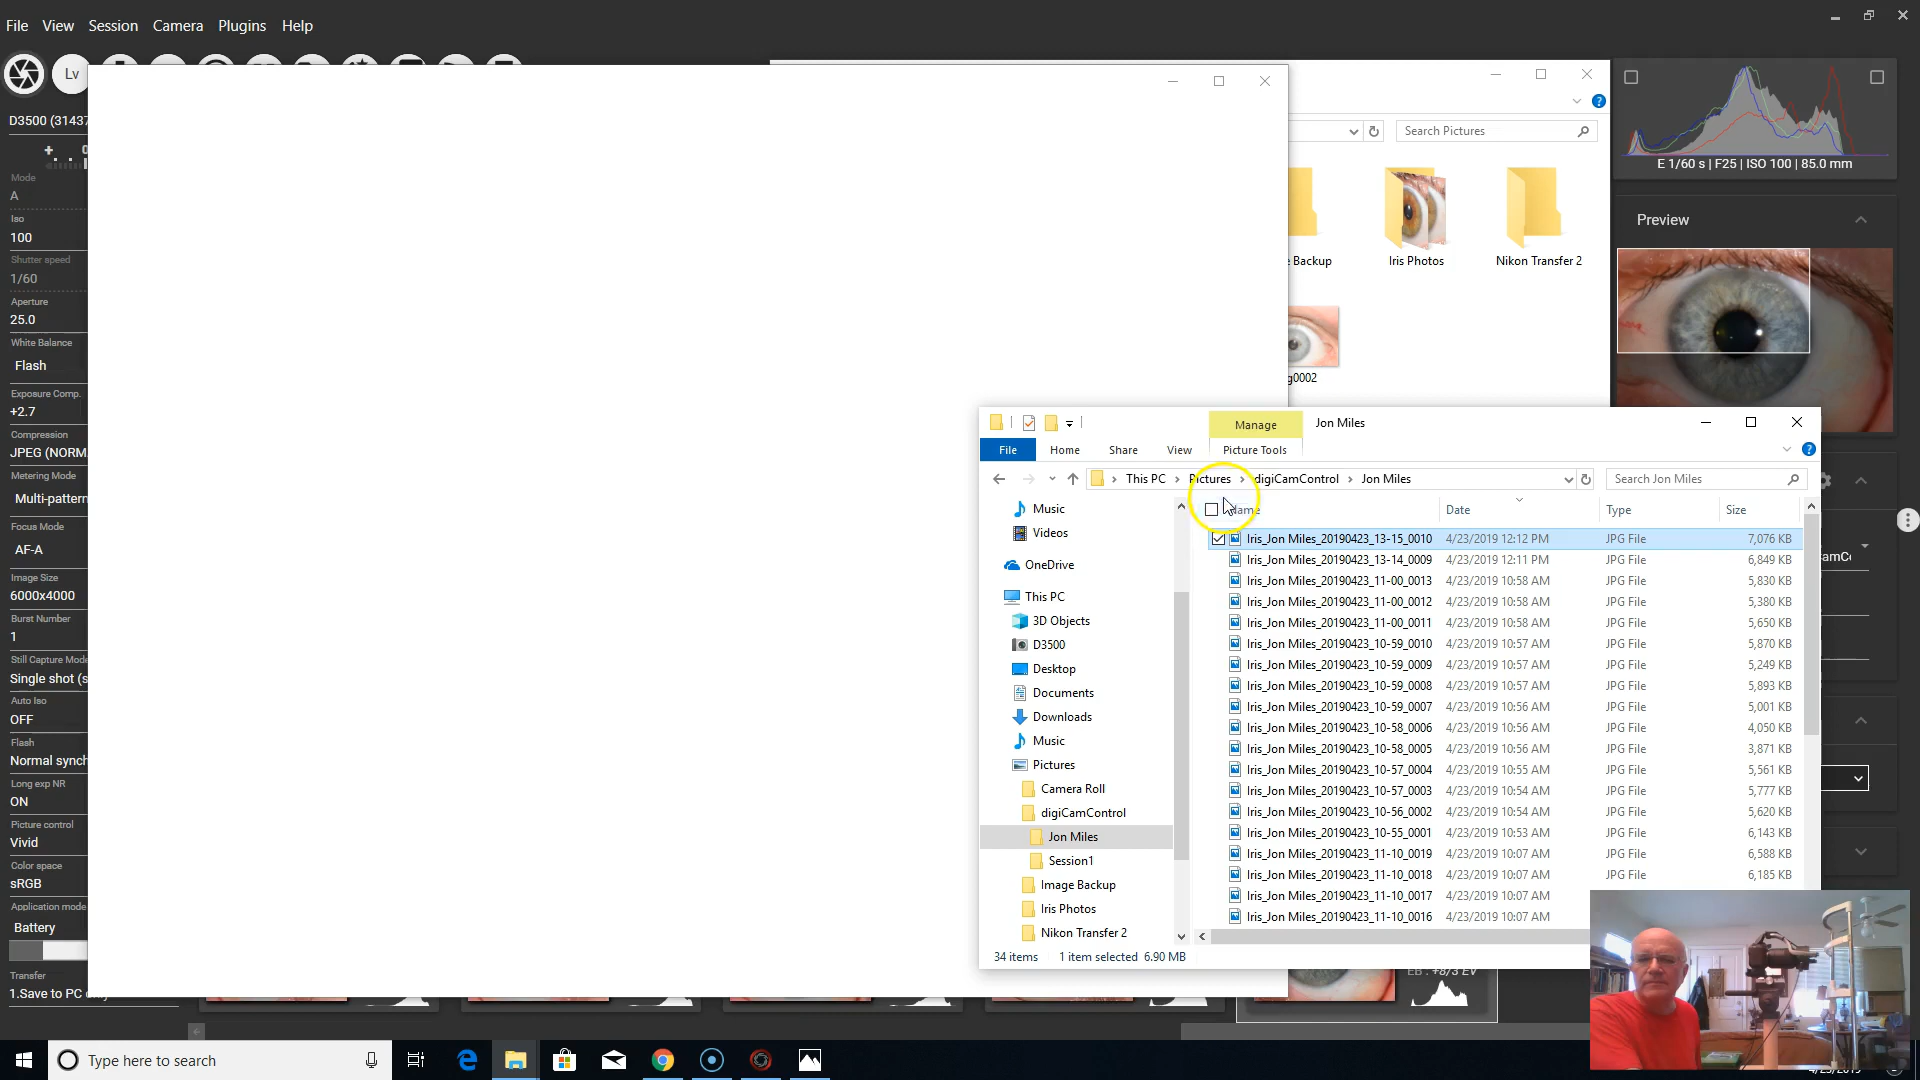 File View Session Camera Plugins Help
Lv
D3500 (31437
Mode
A
Iso
100
Shutter speed
1/60
Aperture
25.0
White Balance
Flash
Exposure Comp.
+2.7
Compression
JPEG (NORM
Metering Mode
Multi-pattern
Focus Mode
AF-A
Image Size
6000x4000
Burst Number
1
Still Capture Mode
Single shot (s
Auto Iso
OFF
Flash
Normal synch
Long exp NR
ON
Picture control
Vivid
Color space
sRGB
Application mode
Battery
Transfer
1.Save to PC
Search Pictures
Backup
Iris Photos
Nikon Transfer 2
g0002
E 1/60 s | F25 | ISO 100 | 85.0 mm
Preview
Manage
Jon Miles
File Home Share View Picture Tools
This PC Pictures digiCamControl Jon Miles
Search Jon Miles
Music
Videos
OneDrive
This PC
3D Objects
D3500
Desktop
Documents
Downloads
Music
Pictures
Camera Roll
digiCamControl
Jon Miles
Session1
Image Backup
Iris Photos
Nikon Transfer 2
Name Date Type Size
Iris_Jon Miles_20190423_13-15_0010 4/23/2019 12:12 PM JPG File 7,076 KB
Iris_Jon Miles_20190423_13-14_0009 4/23/2019 12:11 PM JPG File 6,849 KB
Iris_Jon Miles_20190423_11-00_0013 4/23/2019 10:58 AM JPG File 5,830 KB
Iris_Jon Miles_20190423_11-00_0012 4/23/2019 10:58 AM JPG File 5,380 KB
Iris_Jon Miles_20190423_11-00_0011 4/23/2019 10:58 AM JPG File 5,650 KB
Iris_Jon Miles_20190423_10-59_0010 4/23/2019 10:57 AM JPG File 5,870 KB
Iris_Jon Miles_20190423_10-59_0009 4/23/2019 10:57 AM JPG File 5,249 KB
Iris_Jon Miles_20190423_10-59_0008 4/23/2019 10:57 AM JPG File 5,893 KB
Iris_Jon Miles_20190423_10-59_0007 4/23/2019 10:56 AM JPG File 5,001 KB
Iris_Jon Miles_20190423_10-58_0006 4/23/2019 10:56 AM JPG File 4,050 KB
Iris_Jon Miles_20190423_10-58_0005 4/23/2019 10:56 AM JPG File 3,871 KB
Iris_Jon Miles_20190423_10-57_0004 4/23/2019 10:55 AM JPG File 5,561 KB
Iris_Jon Miles_20190423_10-57_0003 4/23/2019 10:54 AM JPG File 5,777 KB
Iris_Jon Miles_20190423_10-56_0002 4/23/2019 10:54 AM JPG File 5,620 KB
Iris_Jon Miles_20190423_10-55_0001 4/23/2019 10:53 AM JPG File 6,143 KB
Iris_Jon Miles_20190423_11-10_0019 4/23/2019 10:07 AM JPG File 6,588 KB
Iris_Jon Miles_20190423_11-10_0018 4/23/2019 10:07 AM JPG File 6,185 KB
Iris_Jon Miles_20190423_11-10_0017 4/23/2019 10:07 AM
Iris_Jon Miles_20190423_11-10_0016 4/23/2019 10:07 AM
34 items 1 item selected 6.90 MB
EB : +8/3 EV
Type here to search